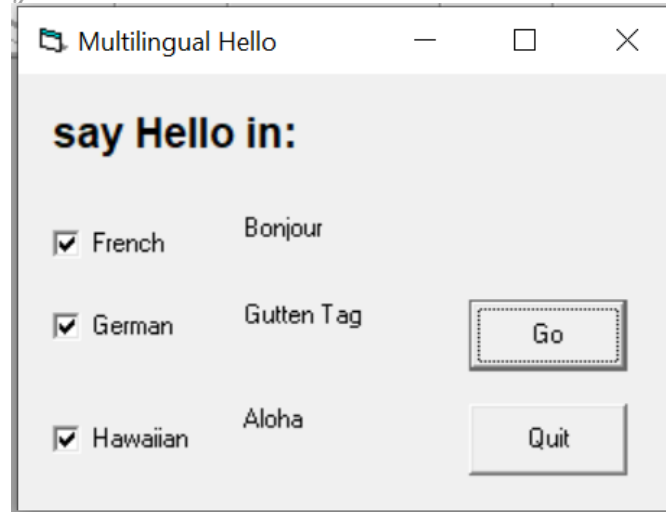 Multilingual Hello
say Hello in:
French Bonjour
German Gutten Tag
Go
Hawaiian Aloha
Quit